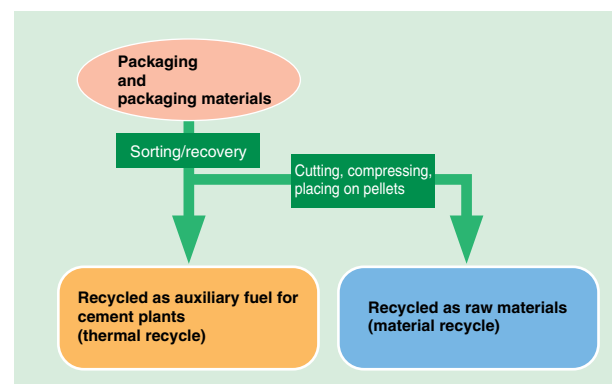 Packaging
and
packaging materials
Sorting/recovery
Cutting, compressing,
placing on pellets
Recycled as auxiliary fuel for
cement plants
(thermal recycle)
Recycled as raw materials
(material recycle)